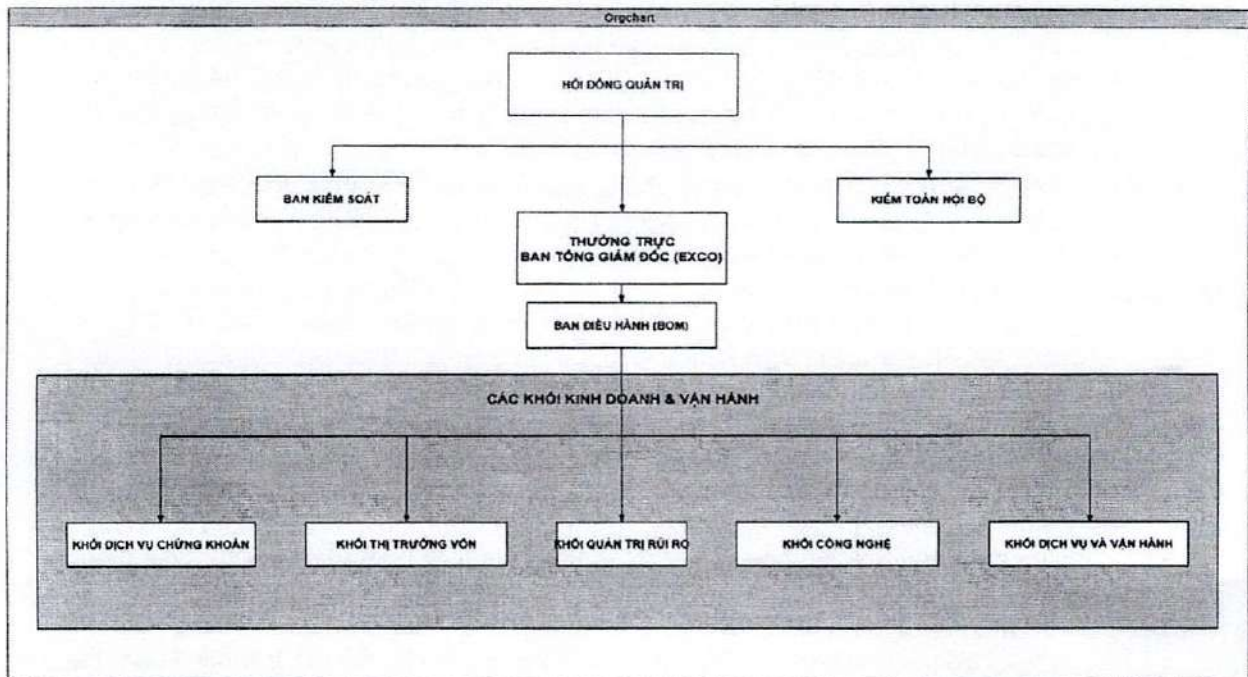 Orgchart
HỘI ĐỒNG QUẢN TRỊ
BAN KIỂM SOÁT
KIỂM TOÁN NỘI BỘ
THƯỜNG TRỰC
BAN TỔNG GIÁM ĐỐC (EXCO)
BAN ĐIỀU HÀNH (BOM)
CÁC KHỐI KINH DOANH & VẬN HÀNH
KHỐI DỊCH VỤ CHỨNG KHOÁN
KHỐI THỊ TRƯỜNG VỐN
KHỐI QUẢN TRỊ RỦI RO
KHỐI CÔNG NGHỆ
KHỐI DỊCH VỤ VÀ VẬN HÀNH